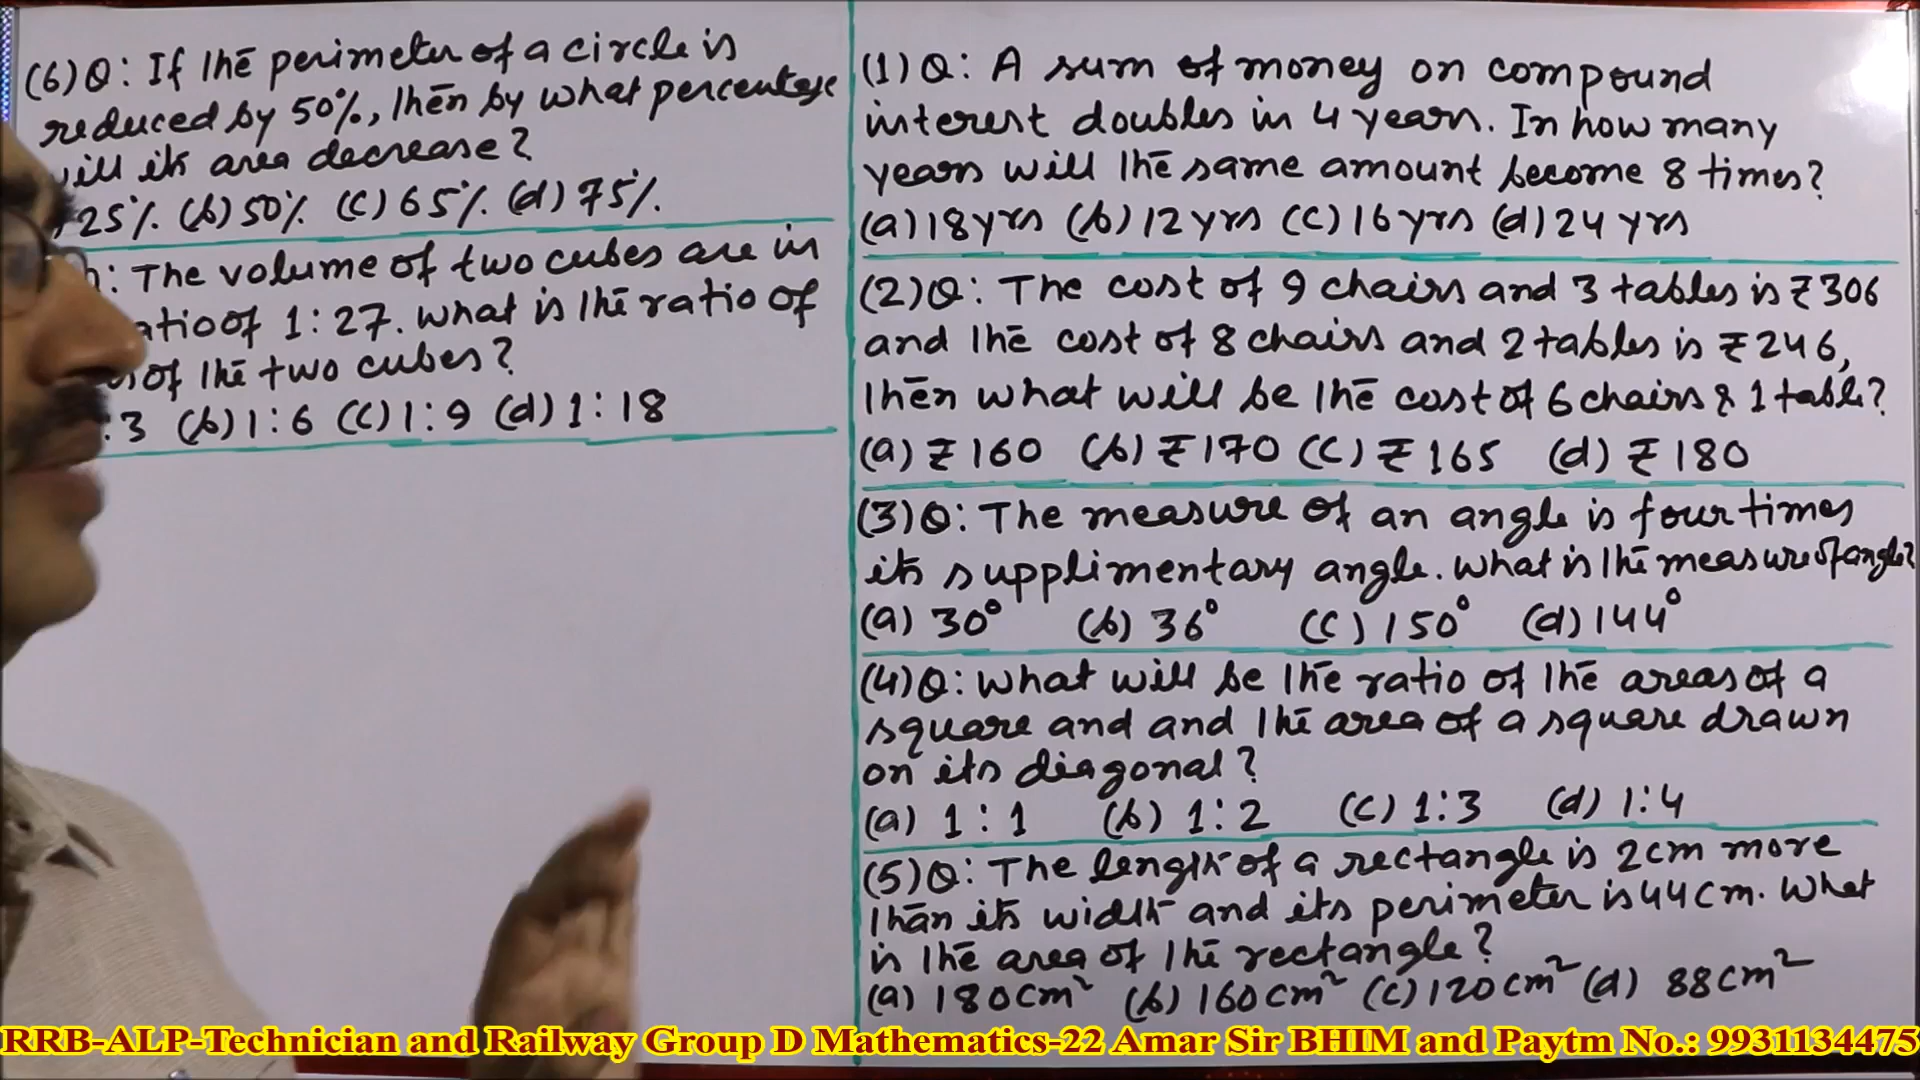 (6)Q: If the perimeter of a circle is
reduced by 50%, then by what percentage
its area decrease?
25% (b) 50% (c) 65% (d) 75%
: The volume of two cubes are in
of 1:27. what is the ratio of
of the two cubes?
:3 (b) 1:6 (c) 1:9 (d) 1:18
(1)Q: A sum of money on compound
interest doubles in 4 years. In how many
years will the same amount become 8 times?
(a) 18 yrs (b) 12 yrs (c) 16 yrs (d) 24 yrs
(2)Q: The cost of 9 chairs and 3 tables is ₹306
and the cost of 8 chairs and 2 tables is ₹246,
then what will be the cost of 6 chairs & 1 table?
(a) ₹160 (b) ₹170 (c) ₹165 (d) ₹180
(3)Q: The measure of an angle is four times
its supplimentary angle. What is the measure of angle?
(a) 30° (b) 36° (c) 150° (d) 144°
(4)Q: What will be the ratio of the areas of a
square and and the area of a square drawn
on its diagonal?
(a) 1:1 (b) 1:2 (c) 1:3 (d) 1:4
(5)Q: The length of a rectangle is 2cm more
than its width and its perimeter is 44cm. What
is the area of the rectangle?
(a) 180cm² (b) 160cm² (c) 120cm² (d) 88cm²
RRB-ALP-Technician and Railway Group D Mathematics-22 Amar Sir BHIM and Paytm No.: 9931134475